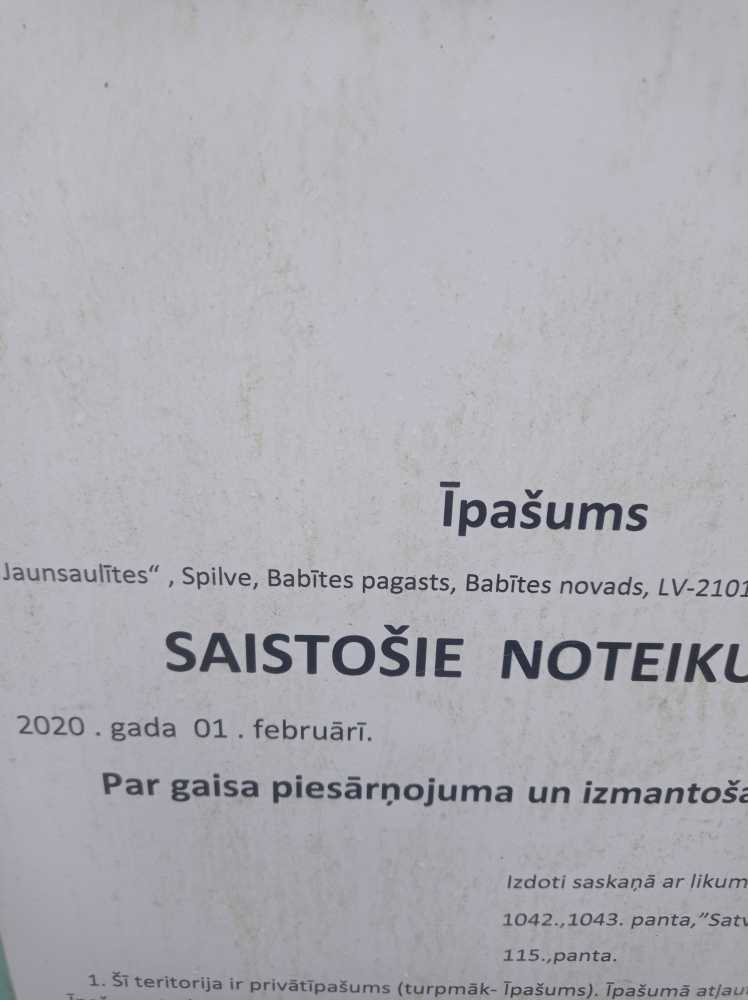 Īpašums
Jaunsaulītes“ , Spilve, Babītes pagasts, Babītes novads, LV-2101
SAISTOŠIE NOTEIKU
2020 . gada 01 . februārī.
Par gaisa piesārņojuma un izmantoša
Izdoti saskaņā ar likum
1042.,1043. panta,”Satv
115.,panta.
1. Šī teritorija ir privātīpašums (turpmāk- Īpašums). Īpašumā atļau